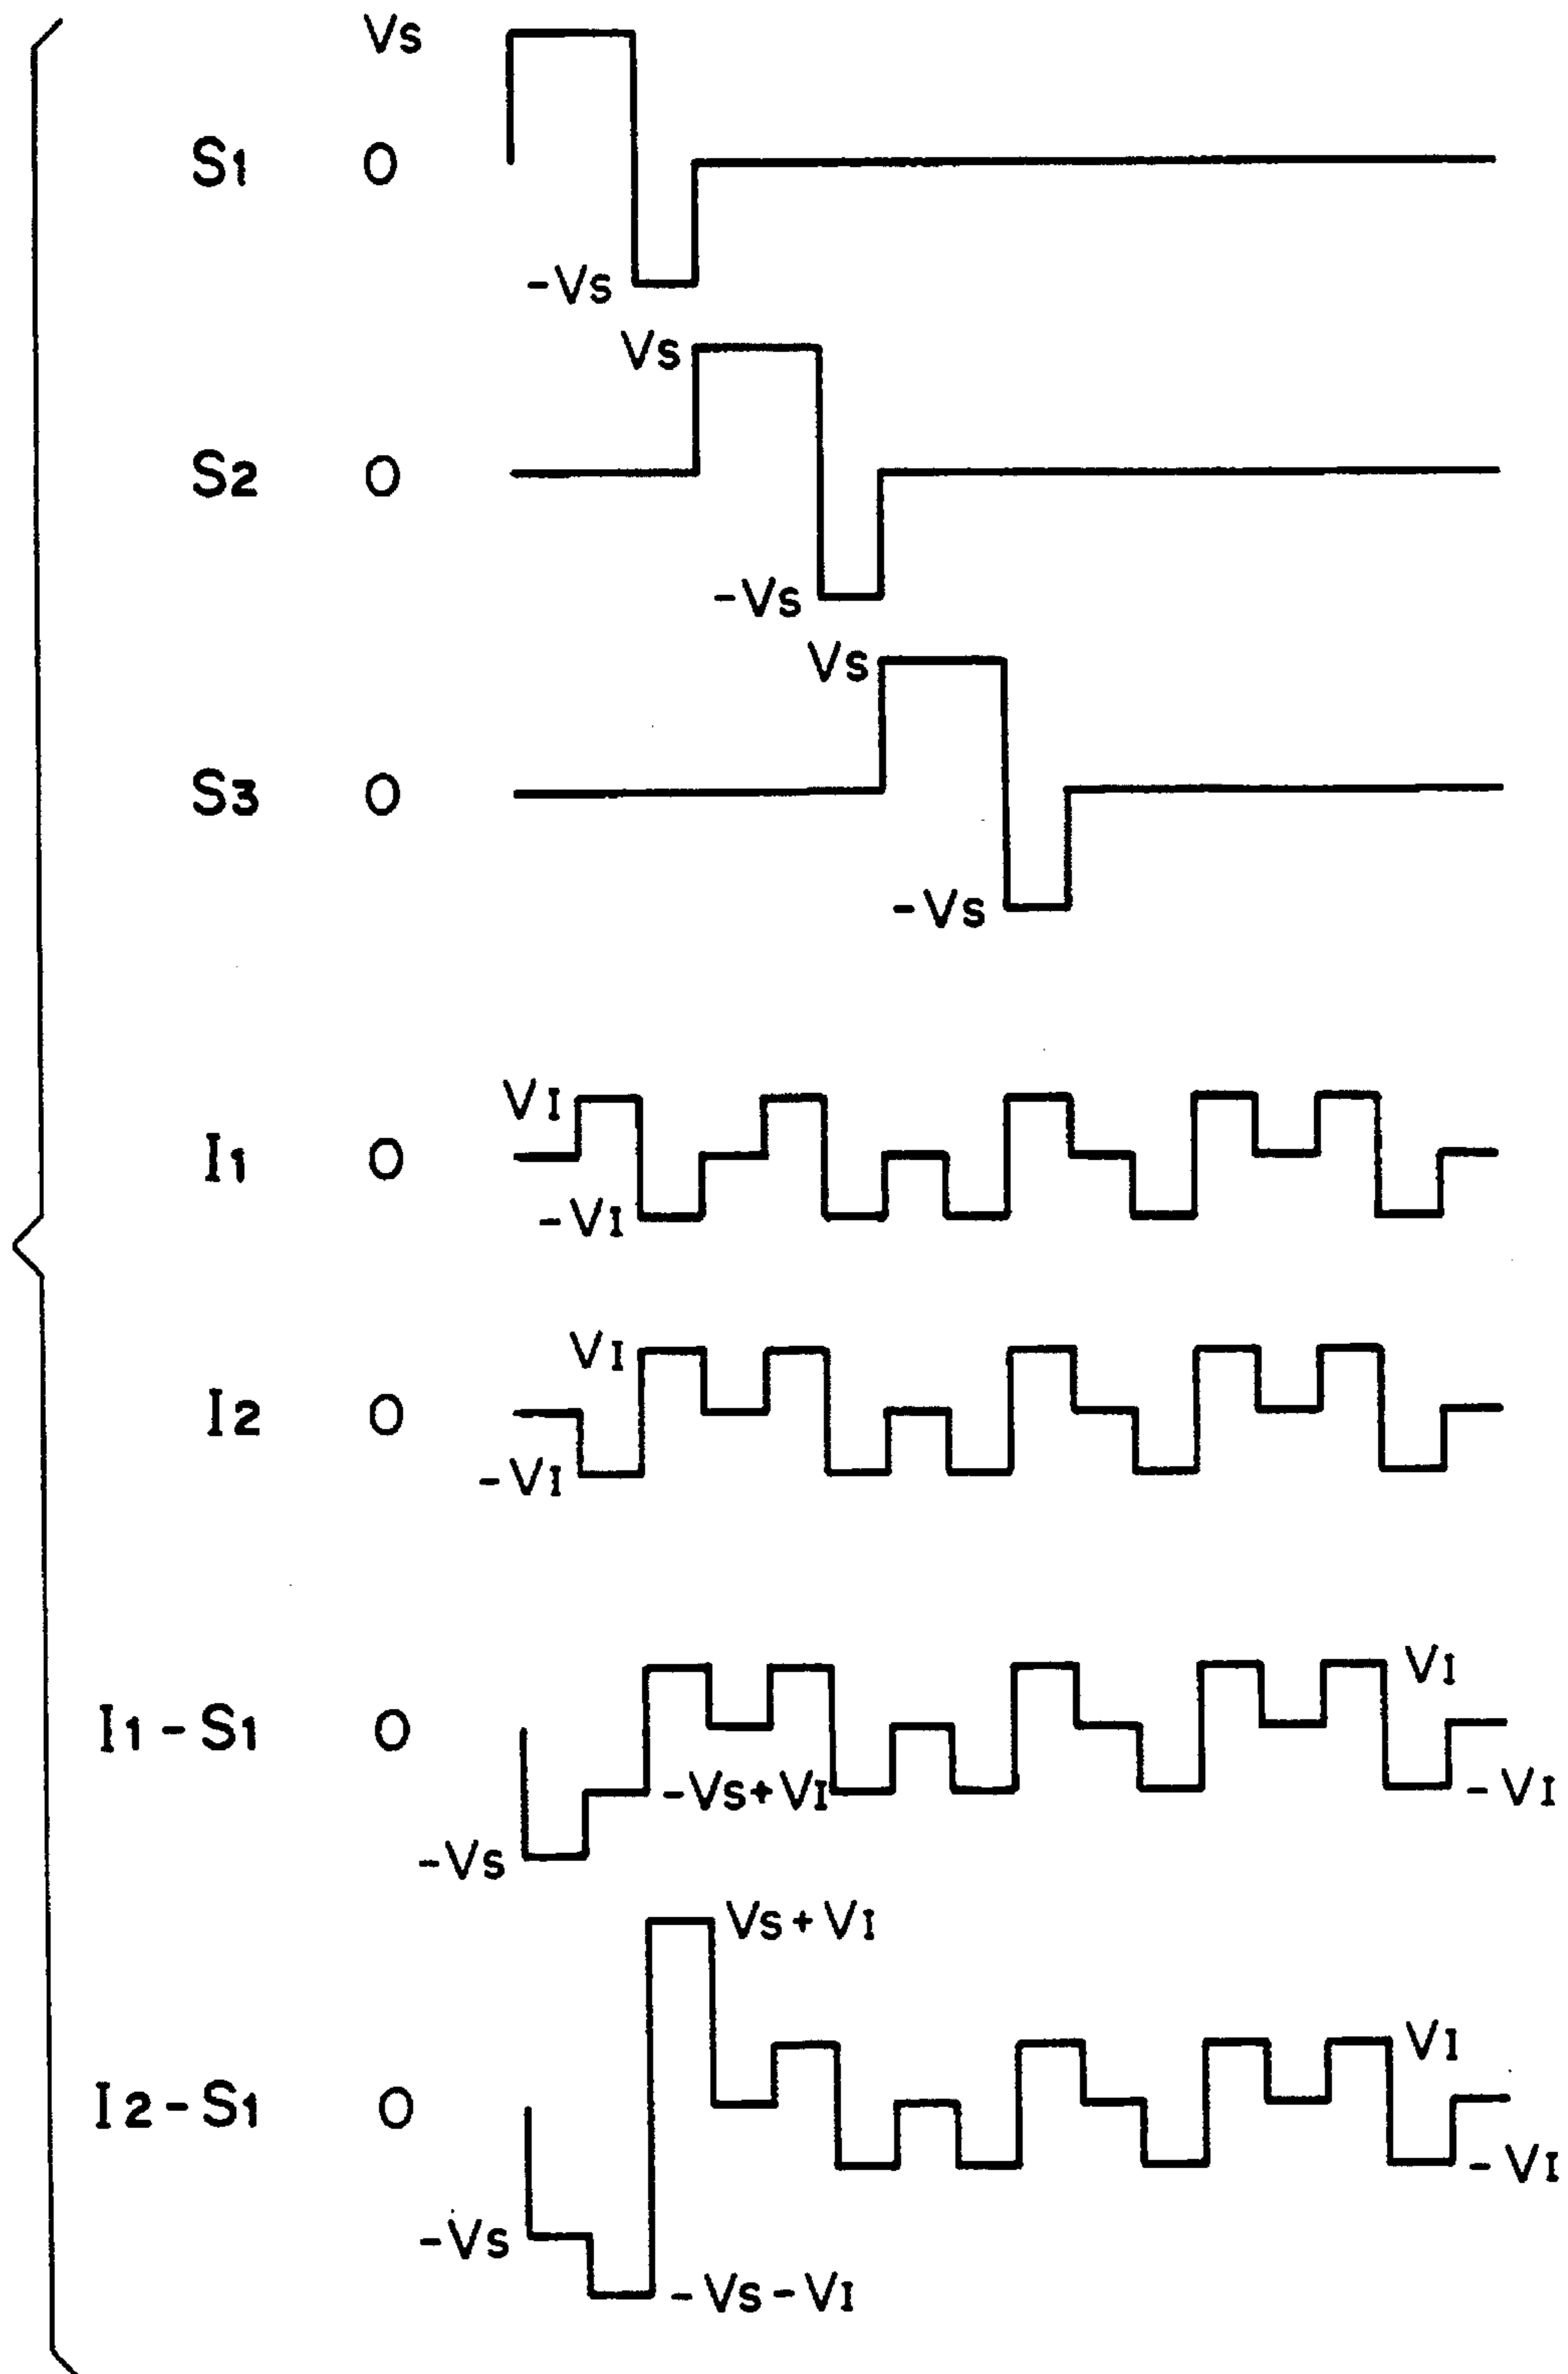 Vs
S1 0
-Vs
Vs
S2 0
-Vs
Vs
S3 0
-Vs
VI
I1 0
-VI
VI
I2 0
-VI
VI
I1-S1 0
-Vs+VI
-VI
-Vs
Vs+VI
VI
I2-S1 0
-VI
-Vs
-Vs-VI